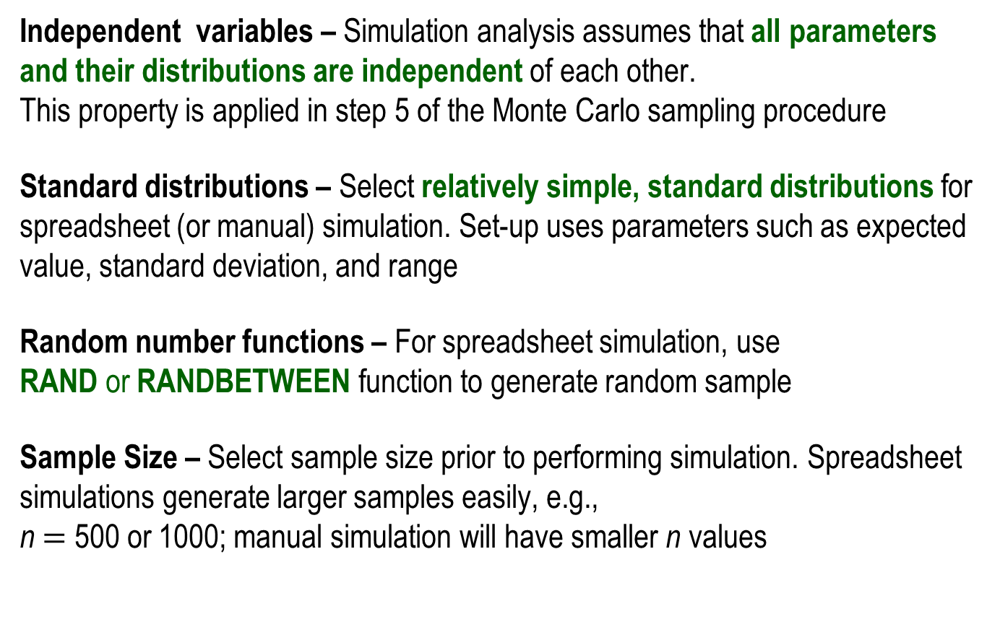 Independent variables – Simulation analysis assumes that all parameters
and their distributions are independent of each other.
This property is applied in step 5 of the Monte Carlo sampling procedure
Standard distributions – Select relatively simple, standard distributions for
spreadsheet (or manual) simulation. Set-up uses parameters such as expected
value, standard deviation, and range
Random number functions – For spreadsheet simulation, use
RAND or RANDBETWEEN function to generate random sample
Sample Size – Select sample size prior to performing simulation. Spreadsheet
simulations generate larger samples easily, e.g.,
n = 500 or 1000; manual simulation will have smaller n values